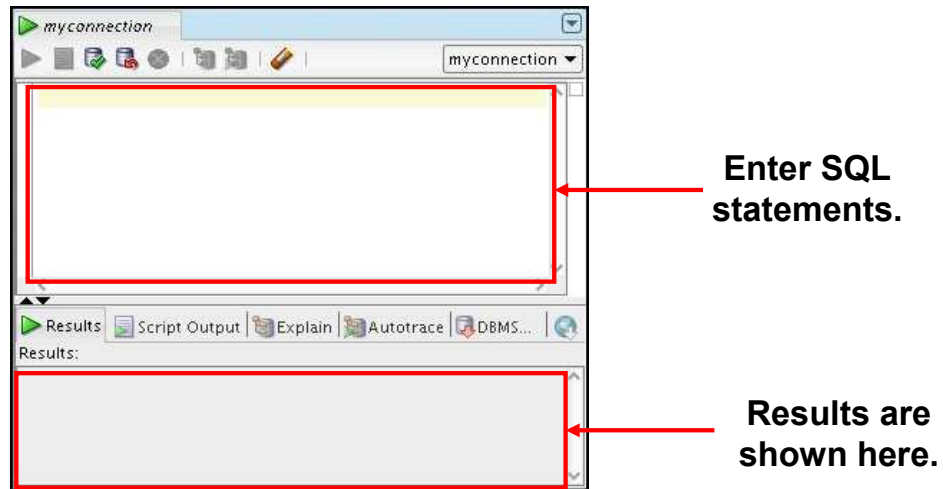 myconnection
myconnection
Enter SQL
statements.
Results Script Output Explain Autotrace DBMS...
Results:
Results are
shown here.